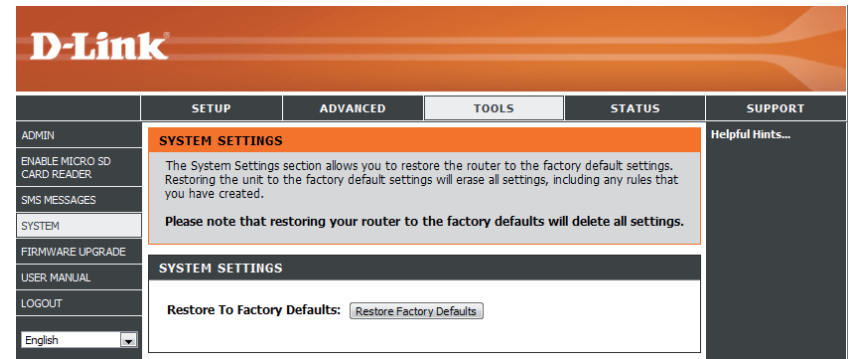 D-Link
SETUP
ADVANCED
TOOLS
STATUS
SUPPORT
ADMIN
ENABLE MICRO SD
CARD READER
SMS MESSAGES
SYSTEM
FIRMWARE UPGRADE
USER MANUAL
LOGOUT
English
SYSTEM SETTINGS
The System Settings section allows you to restore the router to the factory default settings.
Restoring the unit to the factory default settings will erase all settings, including any rules that
you have created.
Please note that restoring your router to the factory defaults will delete all settings.
SYSTEM SETTINGS
Restore To Factory Defaults: Restore Factory Defaults
Helpful Hints...